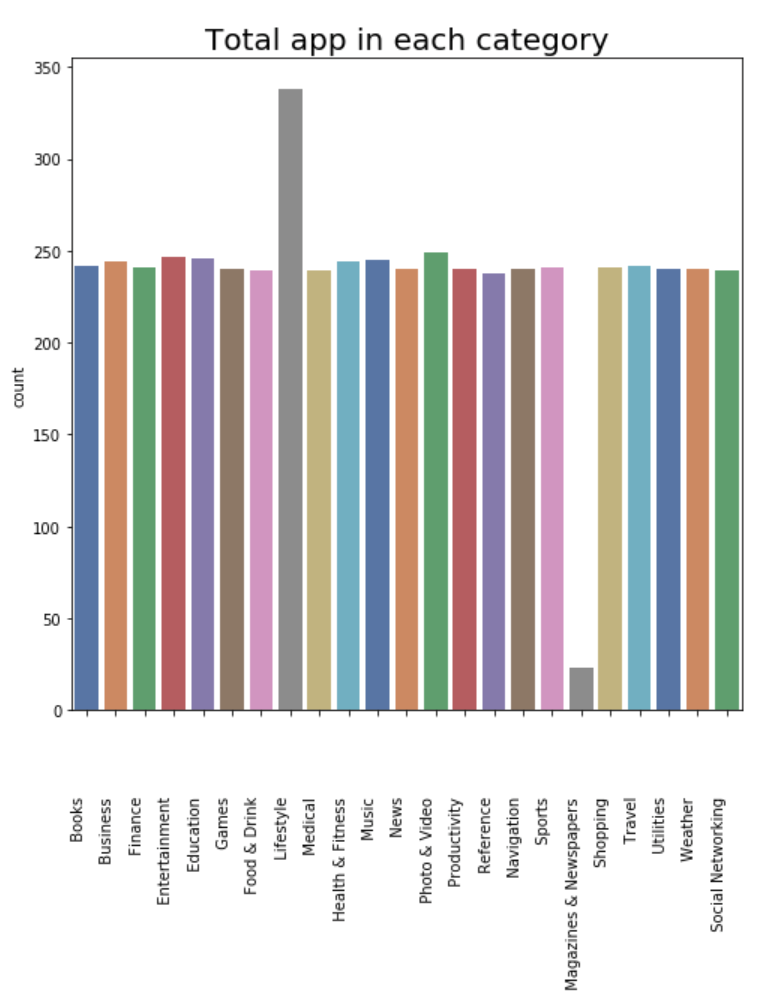 Total app in each category
350
300
250
200
150
100
50
0
count
Books
Business
Finance
Entertainment
Education
Games
Food & Drink
Lifestyle
Medical
Health & Fitness
Music
News
Photo & Video
Productivity
Reference
Navigation
Sports
Magazines & Newspapers
Shopping
Travel
Utilities
Weather
Social Networking